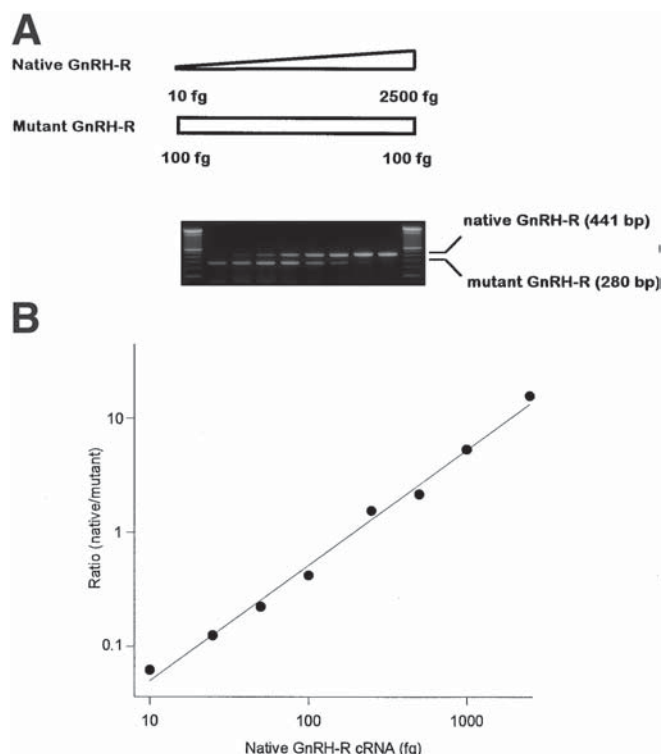 A
Native GnRH-R
10 fg 2500 fg
Mutant GnRH-R
100 fg 100 fg
native GnRH-R (441 bp)
mutant GnRH-R (280 bp)
B
Ratio (native/mutant)
10
1
0.1
10 100 1000
Native GnRH-R cRNA (fg)